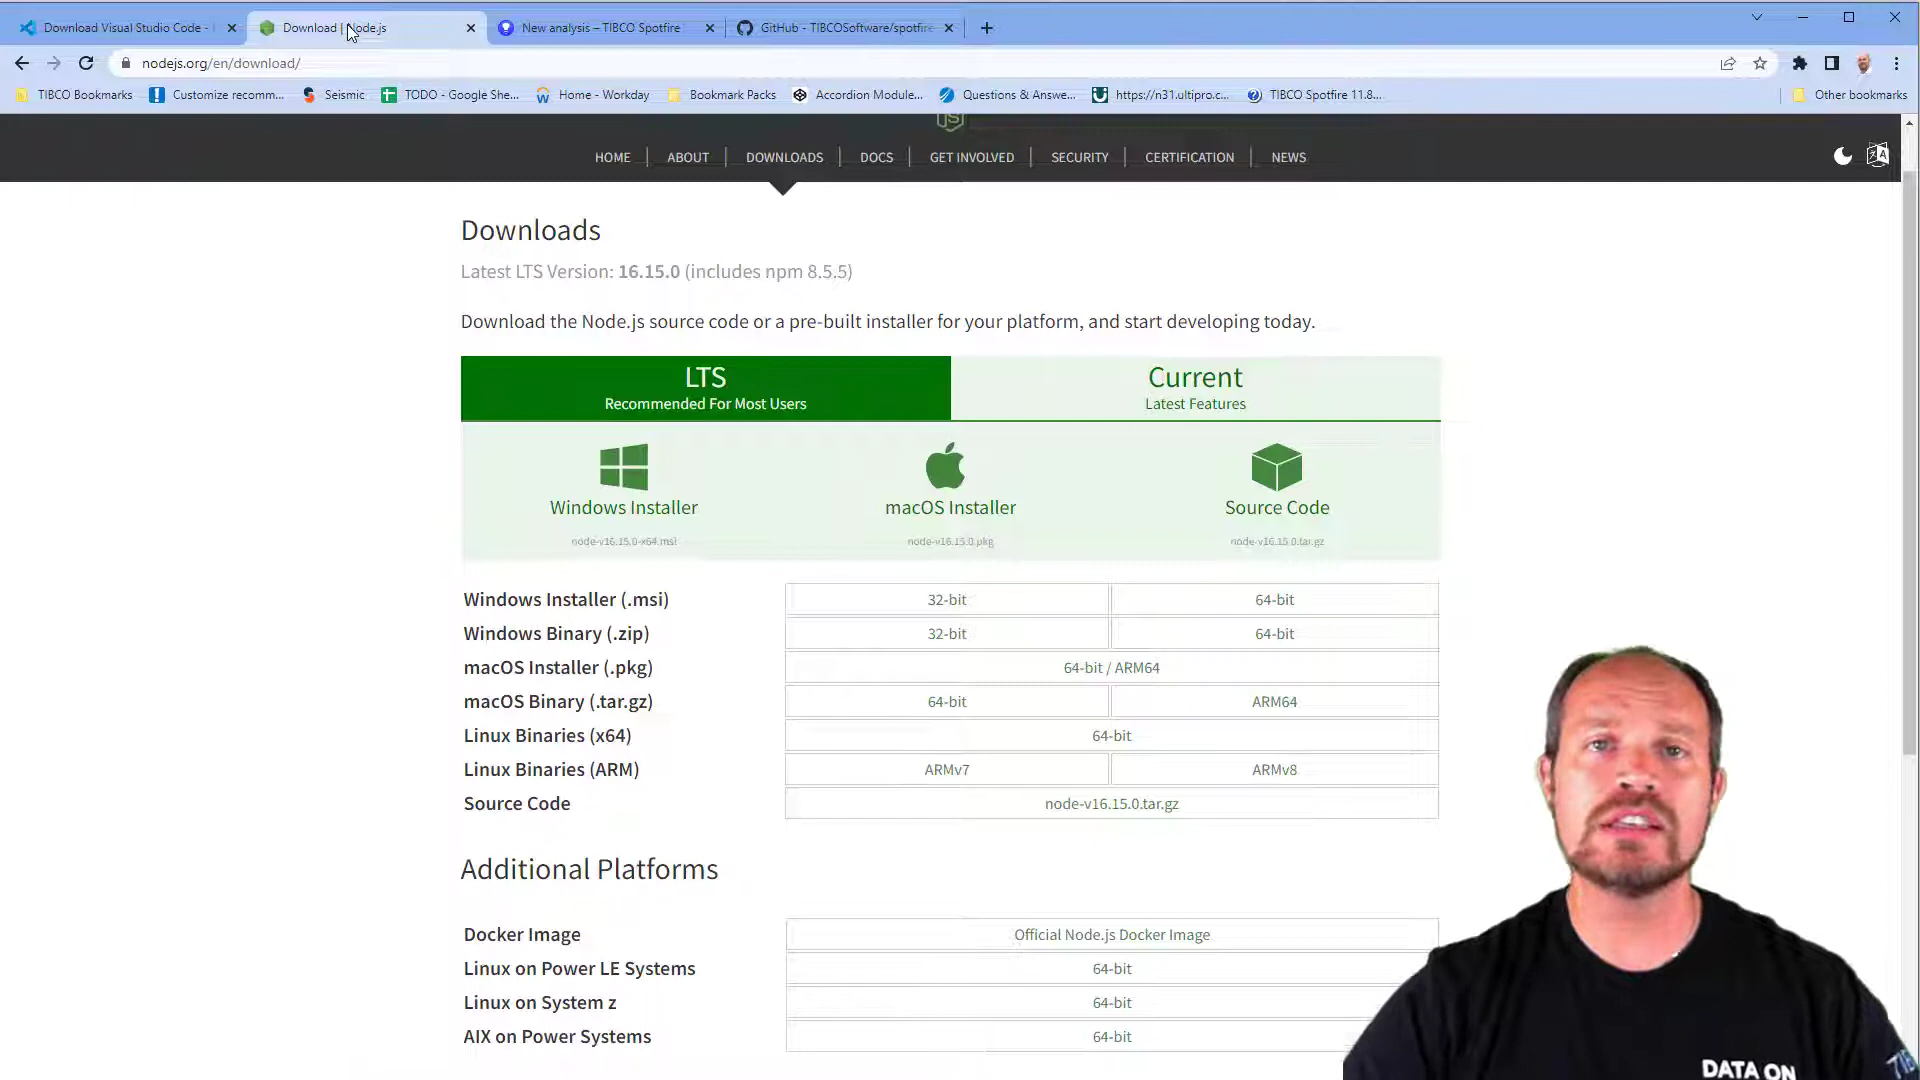 Download Visual Studio Code -
Download | Node.js
New analysis – TIBCO Spotfire
GitHub - TIBCOSoftware/spotfire
nodejs.org/en/download/
TIBCO Bookmarks
Customize recomm...
Seismic
TODO - Google She...
Home - Workday
Bookmark Packs
Accordion Module...
Questions & Answe...
https://n31.ultipro.c...
TIBCO Spotfire 11.8...
Other bookmarks
HOME
ABOUT
DOWNLOADS
DOCS
GET INVOLVED
SECURITY
CERTIFICATION
NEWS
Downloads
Latest LTS Version: 16.15.0 (includes npm 8.5.5)
Download the Node.js source code or a pre-built installer for your platform, and start developing today.
LTS
Recommended For Most Users
Current
Latest Features
Windows Installer
node-v16.15.0-x64.msi
macOS Installer
node-v16.15.0.pkg
Source Code
node-v16.15.0.tar.gz
Windows Installer (.msi) 32-bit 64-bit
Windows Binary (.zip) 32-bit 64-bit
macOS Installer (.pkg) 64-bit / ARM64
macOS Binary (.tar.gz) 64-bit ARM64
Linux Binaries (x64) 64-bit
Linux Binaries (ARM) ARMv7 ARMv8
Source Code node-v16.15.0.tar.gz
Additional Platforms
Docker Image Official Node.js Docker Image
Linux on Power LE Systems 64-bit
Linux on System z 64-bit
AIX on Power Systems 64-bit
DATA ON